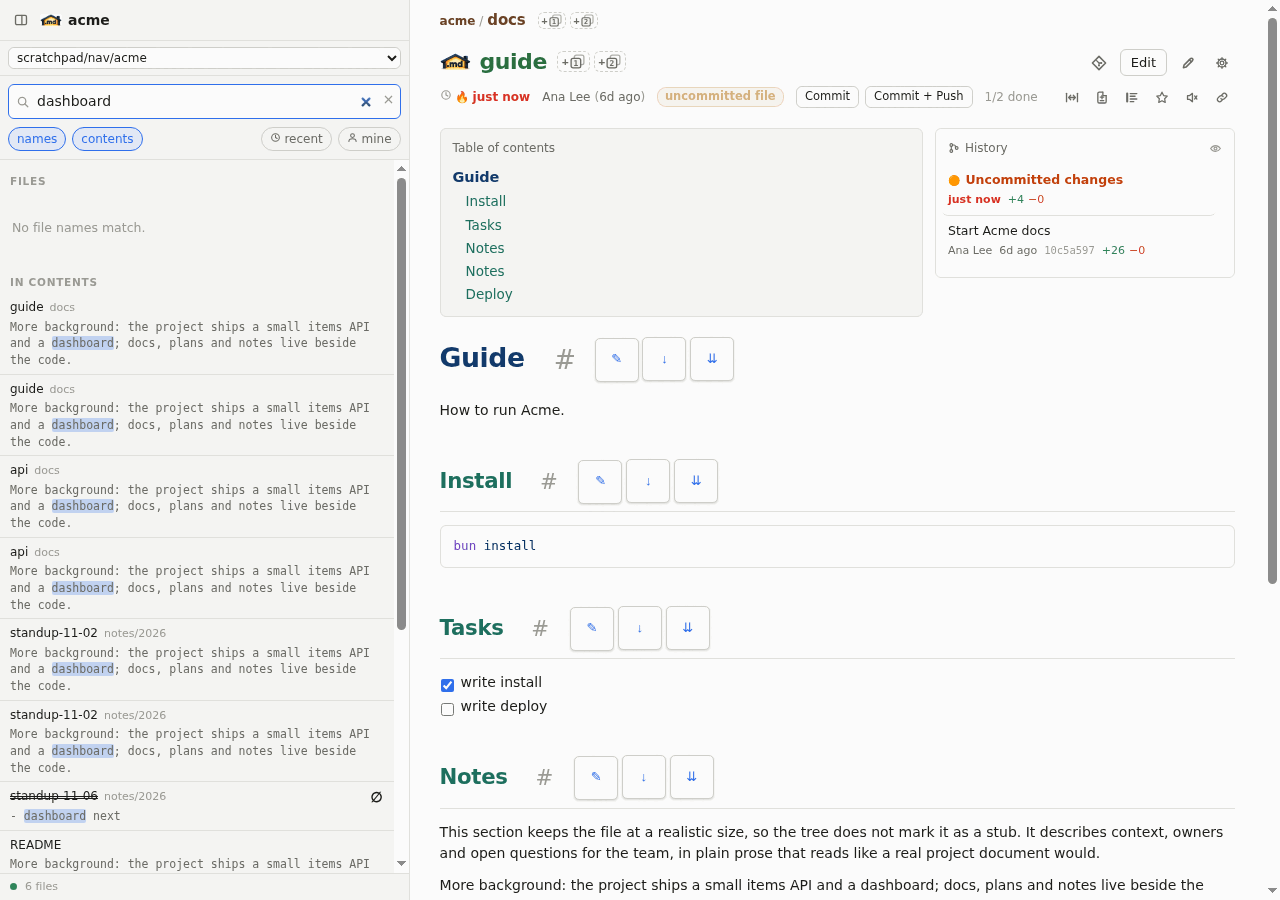 acme
scratchpad/nav/acme
dashboard
names
contents
recent
mine
FILES
No file names match.
IN CONTENTS
guide docs
More background: the project ships a small items API
and a dashboard; docs, plans and notes live beside
the code.
guide docs
More background: the project ships a small items API
and a dashboard; docs, plans and notes live beside
the code.
api docs
More background: the project ships a small items API
and a dashboard; docs, plans and notes live beside
the code.
api docs
More background: the project ships a small items API
and a dashboard; docs, plans and notes live beside
the code.
standup-11-02 notes/2026
More background: the project ships a small items API
and a dashboard; docs, plans and notes live beside
the code.
standup-11-02 notes/2026
More background: the project ships a small items API
and a dashboard; docs, plans and notes live beside
the code.
standup-11-06 notes/2026
- dashboard next
README
More background: the project ships a small items API
6 files
acme / docs +1 +2
.md guide +1 +2
Edit
just now Ana Lee (6d ago) uncommitted file Commit Commit + Push 1/2 done
Table of contents
Guide
Install
Tasks
Notes
Notes
Deploy
History
Uncommitted changes
just now +4 −0
Start Acme docs
Ana Lee 6d ago 10c5a597 +26 −0
Guide # ✎ ↓ ⇊
How to run Acme.
Install # ✎ ↓ ⇊
bun install
Tasks # ✎ ↓ ⇊
write install
write deploy
Notes # ✎ ↓ ⇊
This section keeps the file at a realistic size, so the tree does not mark it as a stub. It describes context, owners
and open questions for the team, in plain prose that reads like a real project document would.
More background: the project ships a small items API and a dashboard; docs, plans and notes live beside the